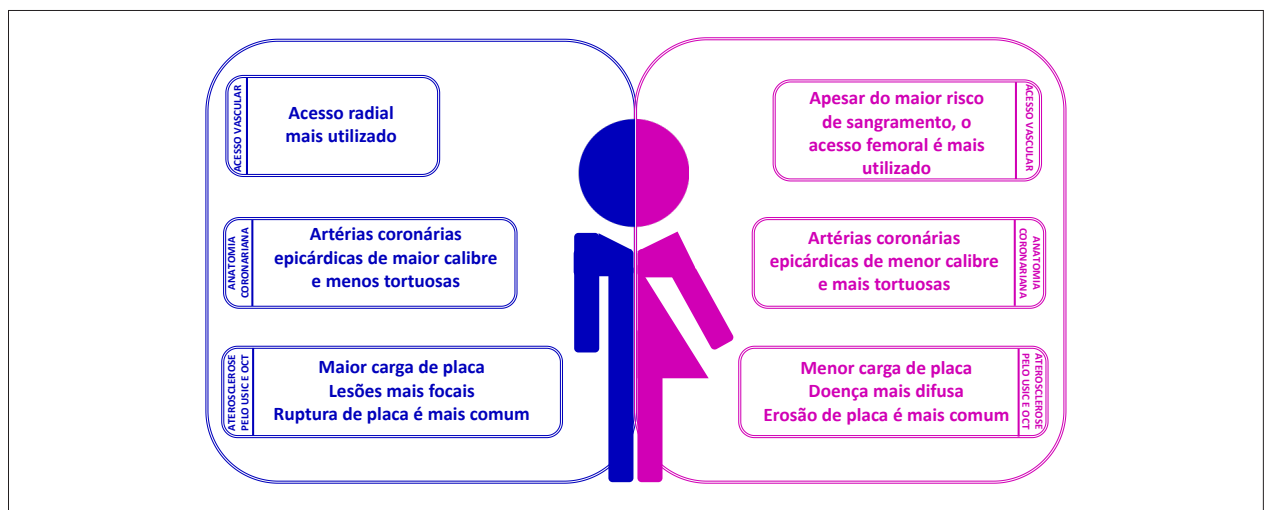 ACESSO VASCULAR
Acesso radial
mais utilizado
ANATOMIA
CORONARIANA
Artérias coronárias
epicárdicas de maior calibre
e menos tortuosas
ATEROSCLEROSE
PELO USIC E OCT
Maior carga de placa
Lesões mais focais
Ruptura de placa é mais comum
Apesar do maior risco
de sangramento, o
acesso femoral é mais
utilizado
ACESSO VASCULAR
Artérias coronárias
epicárdicas de menor calibre
e mais tortuosas
ANATOMIA
CORONARIANA
Menor carga de placa
Doença mais difusa
Erosão de placa é mais comum
ATEROSCLEROSE
PELO USIC E OCT